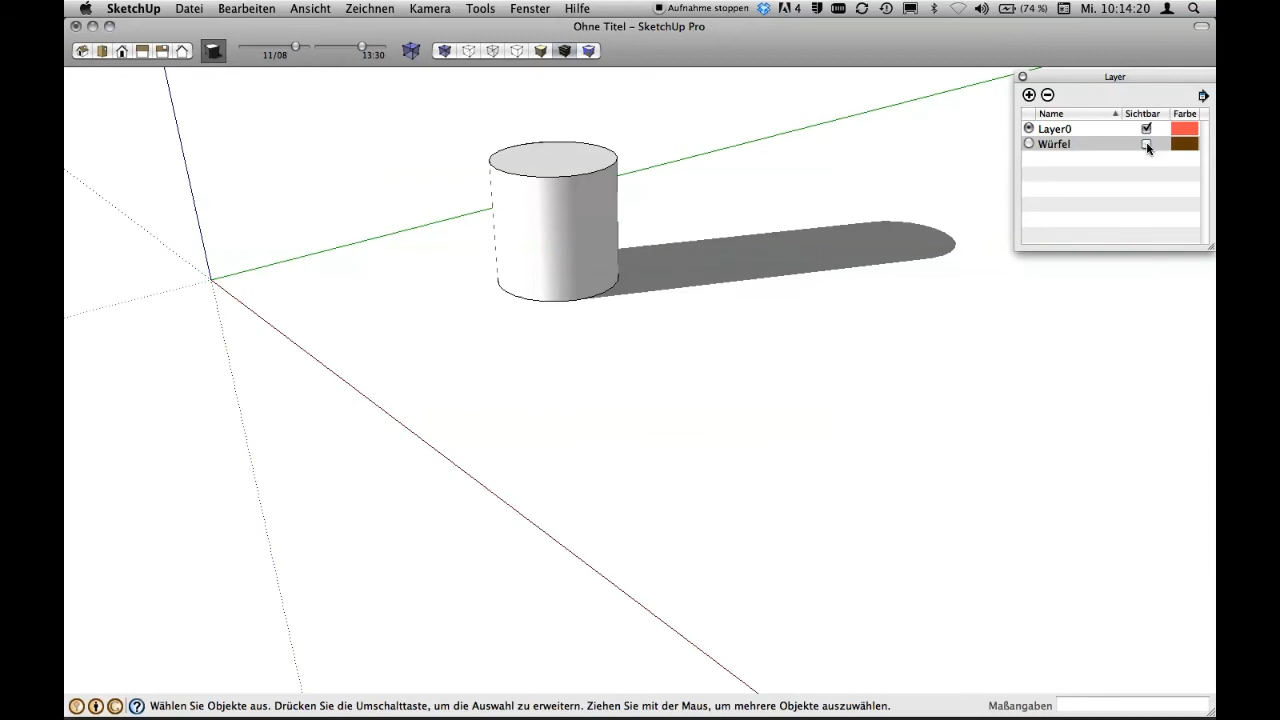 SketchUp Datei Bearbeiten Ansicht Zeichnen Kamera Tools Fenster Hilfe Aufnahme stoppen 4 (74 %) Mi. 10:14:20
Ohne Titel – SketchUp Pro
11/08 13:30
Layer
Name Sichtbar Farbe
Layer0
Würfel
Wählen Sie Objekte aus. Drücken Sie die Umschalttaste, um die Auswahl zu erweitern. Ziehen Sie mit der Maus, um mehrere Objekte auszuwählen. Maßangaben